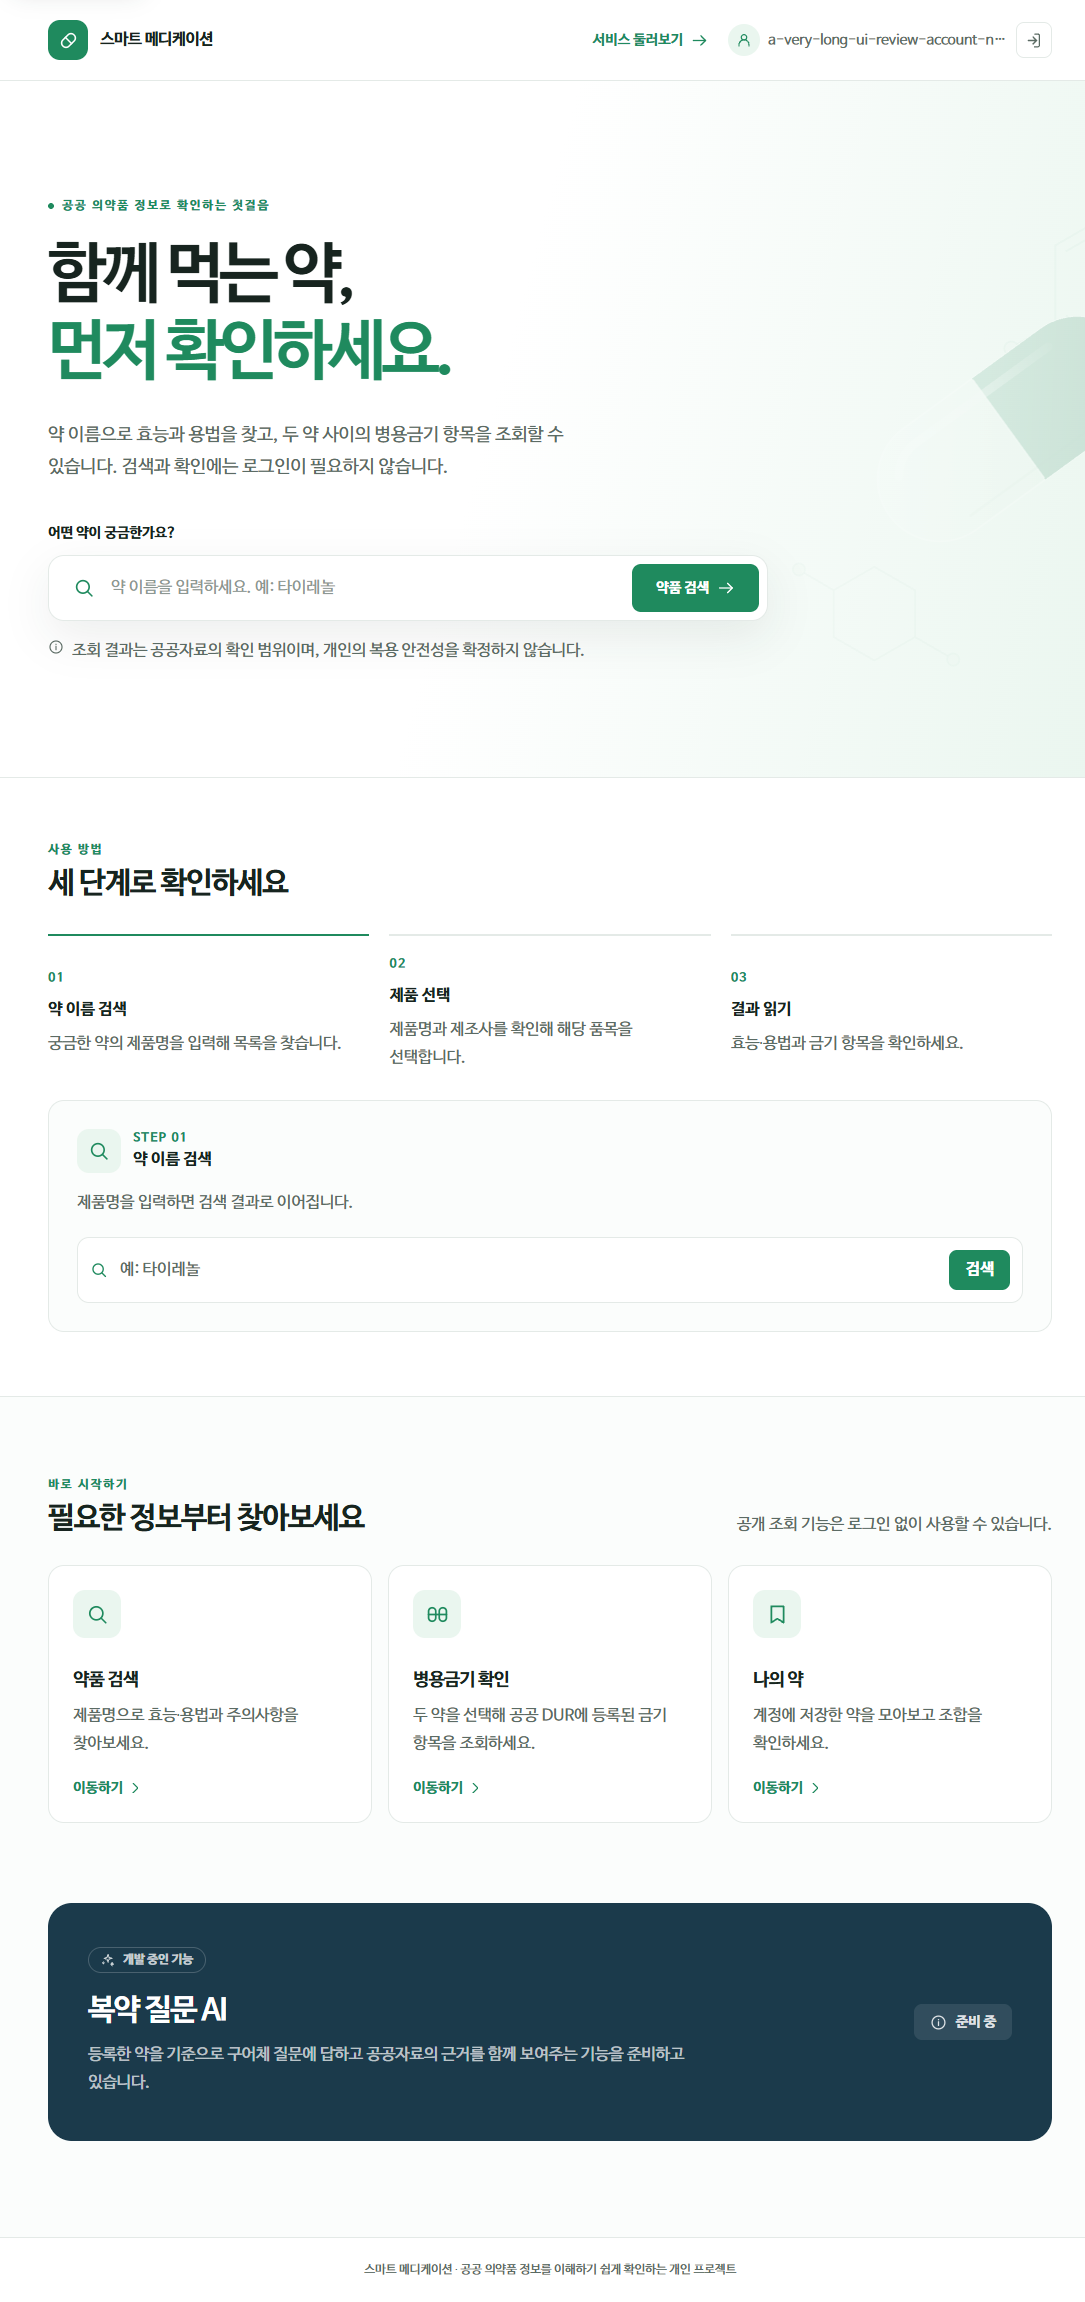 스마트 메디케이션
서비스 둘러보기
a-very-long-ui-review-account-n…
공공 의약품 정보로 확인하는 첫걸음
함께 먹는 약,
먼저 확인하세요.
약 이름으로 효능과 용법을 찾고, 두 약 사이의 병용금기 항목을 조회할 수
있습니다. 검색과 확인에는 로그인이 필요하지 않습니다.
어떤 약이 궁금한가요?
약 이름을 입력하세요. 예: 타이레놀
약품 검색
조회 결과는 공공자료의 확인 범위이며, 개인의 복용 안전성을 확정하지 않습니다.
사용 방법
세 단계로 확인하세요
01
약 이름 검색
궁금한 약의 제품명을 입력해 목록을 찾습니다.
02
제품 선택
제품명과 제조사를 확인해 해당 품목을
선택합니다.
03
결과 읽기
효능·용법과 금기 항목을 확인하세요.
STEP 01
약 이름 검색
제품명을 입력하면 검색 결과로 이어집니다.
예: 타이레놀
검색
바로 시작하기
필요한 정보부터 찾아보세요
공개 조회 기능은 로그인 없이 사용할 수 있습니다.
약품 검색
제품명으로 효능·용법과 주의사항을
찾아보세요.
이동하기
병용금기 확인
두 약을 선택해 공공 DUR에 등록된 금기
항목을 조회하세요.
이동하기
나의 약
계정에 저장한 약을 모아보고 조합을
확인하세요.
이동하기
개발 중인 기능
복약 질문 AI
등록한 약을 기준으로 구어체 질문에 답하고 공공자료의 근거를 함께 보여주는 기능을 준비하고
있습니다.
준비 중
스마트 메디케이션 · 공공 의약품 정보를 이해하기 쉽게 확인하는 개인 프로젝트